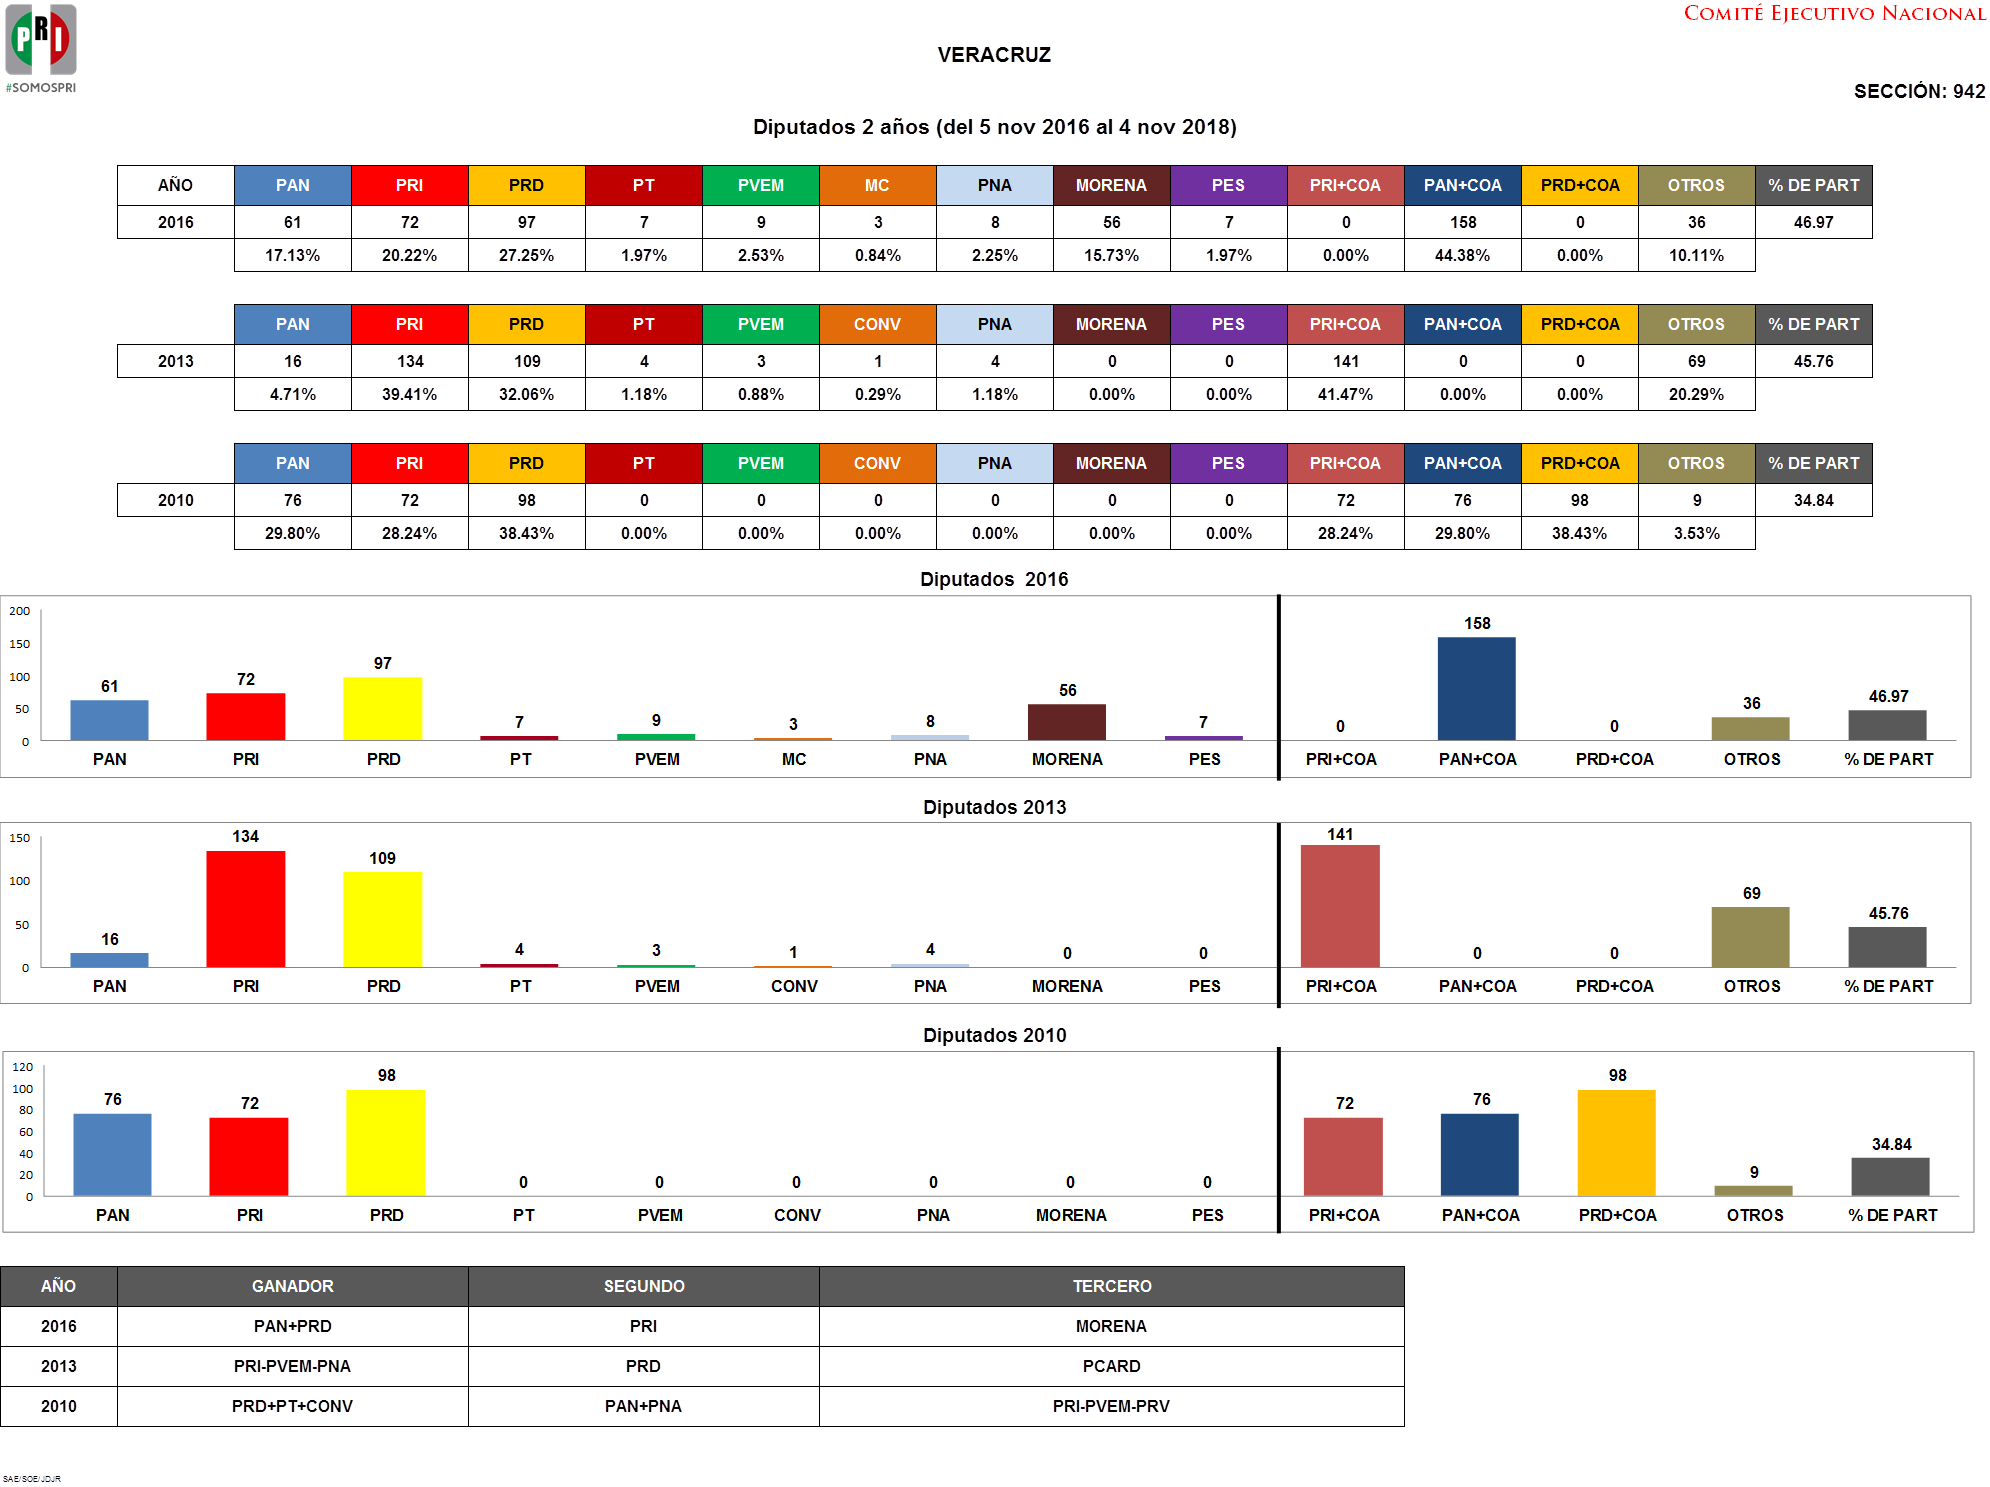 PRI
#SOMOSPRI
COMITÉ EJECUTIVO NACIONAL
VERACRUZ
SECCIÓN: 942
Diputados 2 años (del 5 nov 2016 al 4 nov 2018)
AÑO PAN PRI PRD PT PVEM MC PNA MORENA PES PRI+COA PAN+COA PRD+COA OTROS % DE PART
2016 61 72 97 7 9 3 8 56 7 0 158 0 36 46.97
17.13% 20.22% 27.25% 1.97% 2.53% 0.84% 2.25% 15.73% 1.97% 0.00% 44.38% 0.00% 10.11%
PAN PRI PRD PT PVEM CONV PNA MORENA PES PRI+COA PAN+COA PRD+COA OTROS % DE PART
2013 16 134 109 4 3 1 4 0 0 141 0 0 69 45.76
4.71% 39.41% 32.06% 1.18% 0.88% 0.29% 1.18% 0.00% 0.00% 41.47% 0.00% 0.00% 20.29%
PAN PRI PRD PT PVEM CONV PNA MORENA PES PRI+COA PAN+COA PRD+COA OTROS % DE PART
2010 76 72 98 0 0 0 0 0 0 72 76 98 9 34.84
29.80% 28.24% 38.43% 0.00% 0.00% 0.00% 0.00% 0.00% 0.00% 28.24% 29.80% 38.43% 3.53%
Diputados 2016
200
150
100
50
0
61 72 97 7 9 3 8 56 7 0 158 0 36 46.97
PAN PRI PRD PT PVEM MC PNA MORENA PES PRI+COA PAN+COA PRD+COA OTROS % DE PART
Diputados 2013
150
100
50
0
16 134 109 4 3 1 4 0 0 141 0 0 69 45.76
PAN PRI PRD PT PVEM CONV PNA MORENA PES PRI+COA PAN+COA PRD+COA OTROS % DE PART
Diputados 2010
120
100
80
60
40
20
0
76 72 98 0 0 0 0 0 0 72 76 98 9 34.84
PAN PRI PRD PT PVEM CONV PNA MORENA PES PRI+COA PAN+COA PRD+COA OTROS % DE PART
AÑO GANADOR SEGUNDO TERCERO
2016 PAN+PRD PRI MORENA
2013 PRI-PVEM-PNA PRD PCARD
2010 PRD+PT+CONV PAN+PNA PRI-PVEM-PRV
SAE/SOE/JDJR